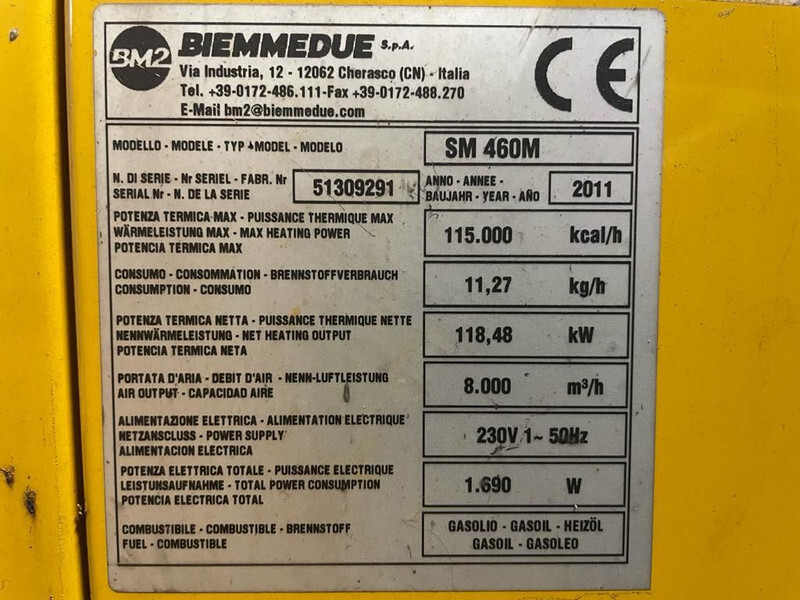 BM2 BIEMMEDUE S.p.A.
Via Industria, 12 - 12062 Cherasco (CN) - Italia
Tel. +39-0172-486.111-Fax +39-0172-488.270
E-Mail bm2@biemmedue.com
CE
MODELLO - MODELE - TYP - MODEL - MODELO
SM 460M
N. DI SERIE - Nr SERIEL - FABR. Nr
SERIAL Nr - N. DE LA SERIE
51309291
ANNO - ANNEE -
BAUJAHR - YEAR - AÑO
2011
POTENZA TERMICA MAX - PUISSANCE THERMIQUE MAX
WÄRMELEISTUNG MAX - MAX HEATING POWER
POTENCIA TÉRMICA MAX
115.000 kcal/h
CONSUMO - CONSOMMATION - BRENNSTOFFVERBRAUCH
CONSUMPTION - CONSUMO
11,27 kg/h
POTENZA TERMICA NETTA - PUISSANCE THERMIQUE NETTE
NENNWÄRMELEISTUNG - NET HEATING OUTPUT
POTENCIA TÉRMICA NETA
118,48 kW
PORTATA D'ARIA - DEBIT D'AIR - NENN-LUFTLEISTUNG
AIR OUTPUT - CAPACIDAD AIRE
8.000 m³/h
ALIMENTAZIONE ELETTRICA - ALIMENTATION ELECTRIQUE
NETZANSCLUSS - POWER SUPPLY
ALIMENTACION ELECTRICA
230V 1~ 50Hz
POTENZA ELETTRICA TOTALE - PUISSANCE ELECTRIQUE
LEISTUNSAUFNAHME - TOTAL POWER CONSUMPTION
POTENCIA ELECTRICA TOTAL
1.690 W
COMBUSTIBILE - COMBUSTIBLE - BRENNSTOFF
FUEL - COMBUSTIBLE
GASOLIO - GASOIL - HEIZÖL
GASOIL - GASOLEO